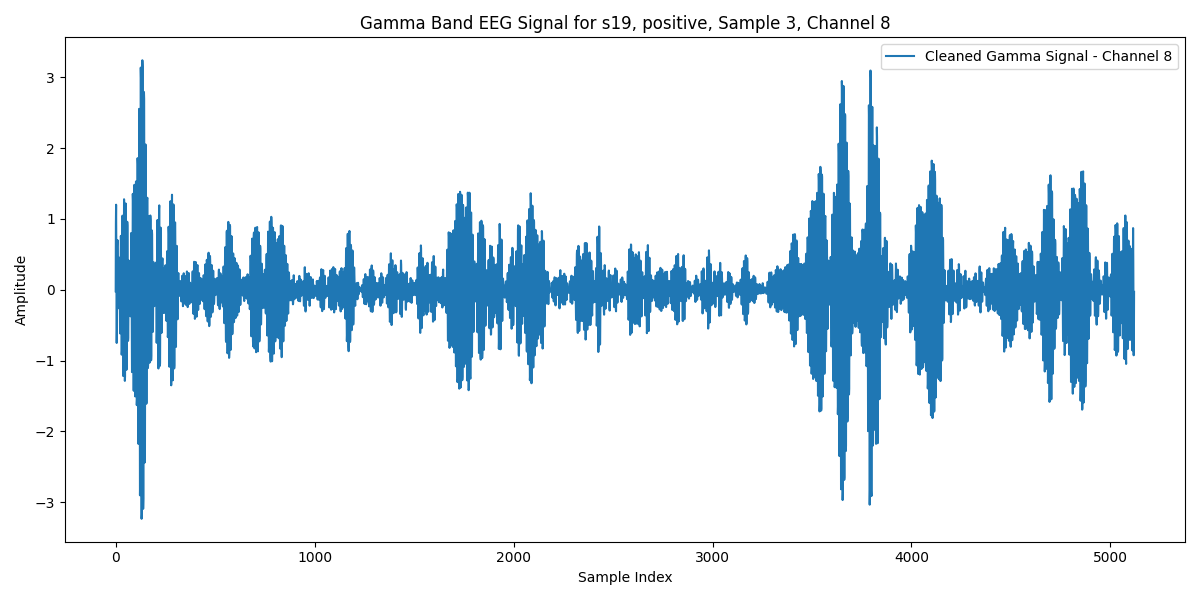 Gamma Band EEG Signal for s19, positive, Sample 3, Channel 8
Cleaned Gamma Signal - Channel 8
3
2
1
0
−1
−2
−3
Amplitude
0 1000 2000 3000 4000 5000
Sample Index